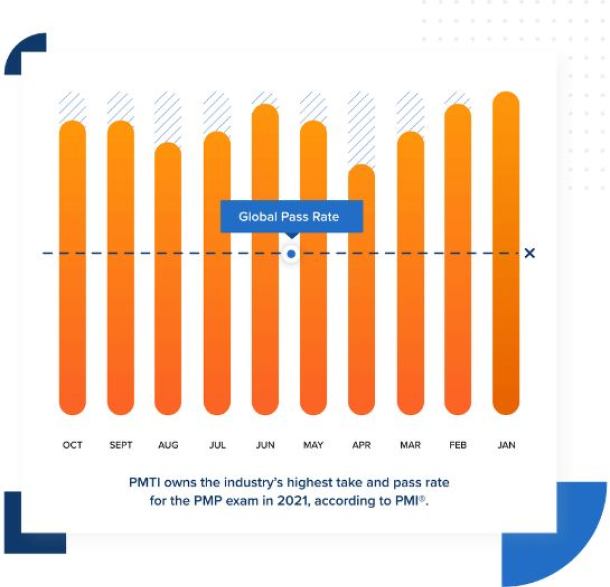 Global Pass Rate
OCT SEPT AUG JUL JUN MAY APR MAR FEB JAN
PMTI owns the industry's highest take and pass rate
for the PMP exam in 2021, according to PMI®.